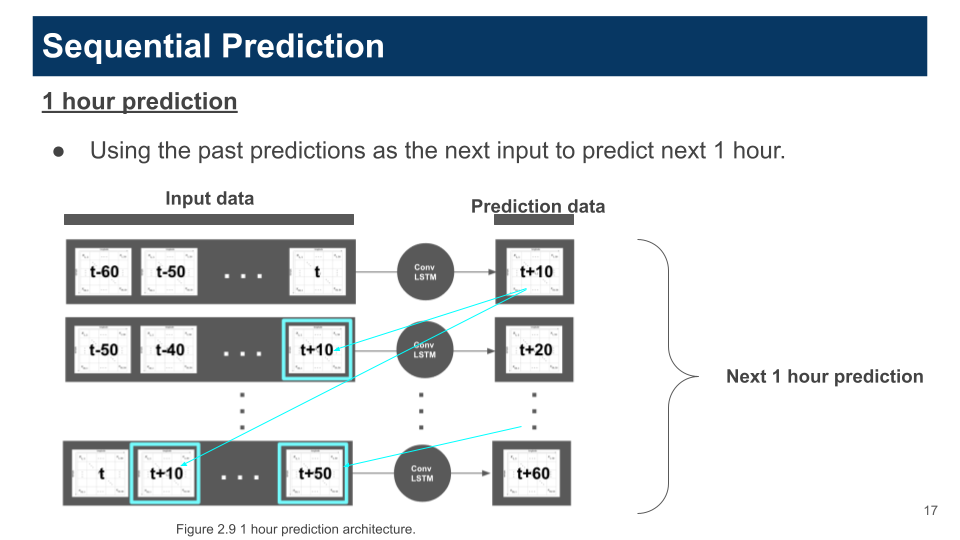 Sequential Prediction
1 hour prediction
● Using the past predictions as the next input to predict next 1 hour.
Input data
Prediction data
t-60 t-50 ... t Conv LSTM t+10
t-50 t-40 ... t+10 Conv LSTM t+20
Next 1 hour prediction
t t+10 ... t+50 Conv LSTM t+60
17
Figure 2.9 1 hour prediction architecture.